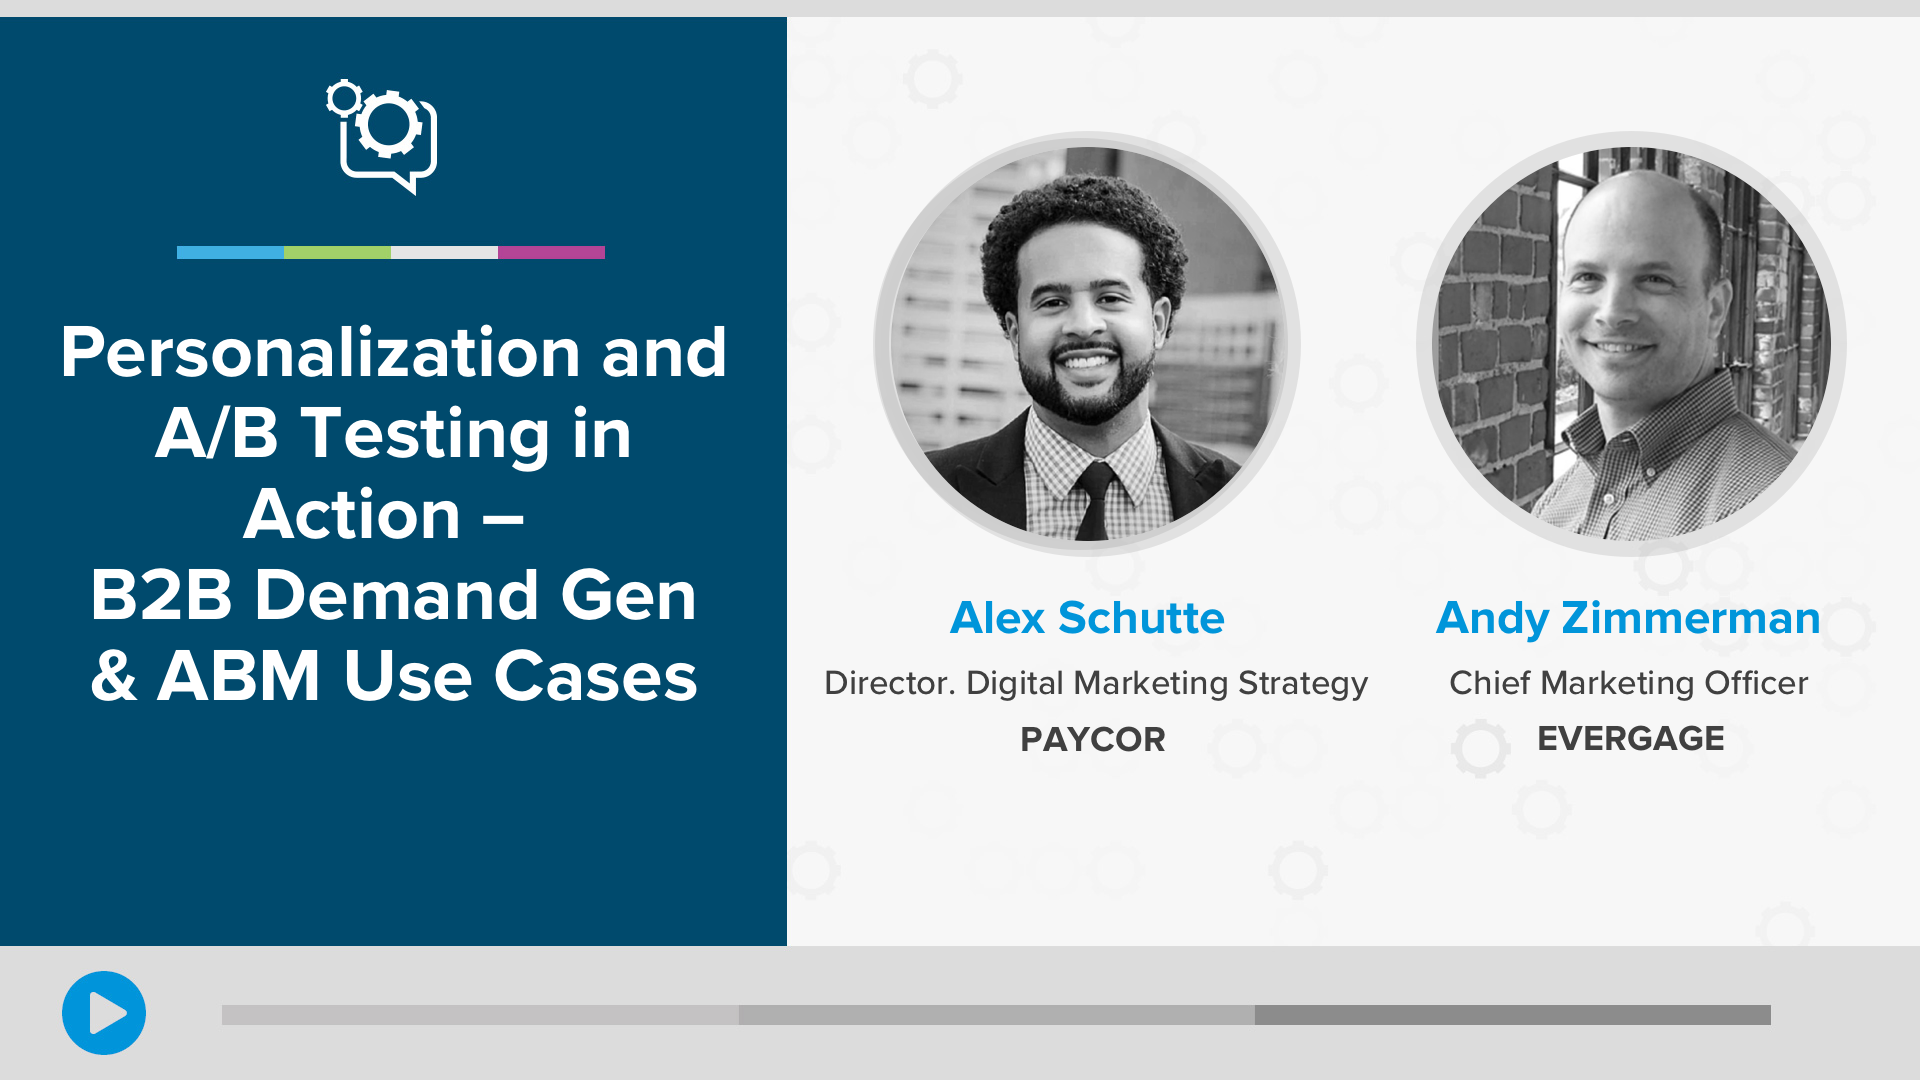 Personalization and
A/B Testing in
Action –
B2B Demand Gen
& ABM Use Cases
Alex Schutte
Director. Digital Marketing Strategy
PAYCOR
Andy Zimmerman
Chief Marketing Officer
EVERGAGE